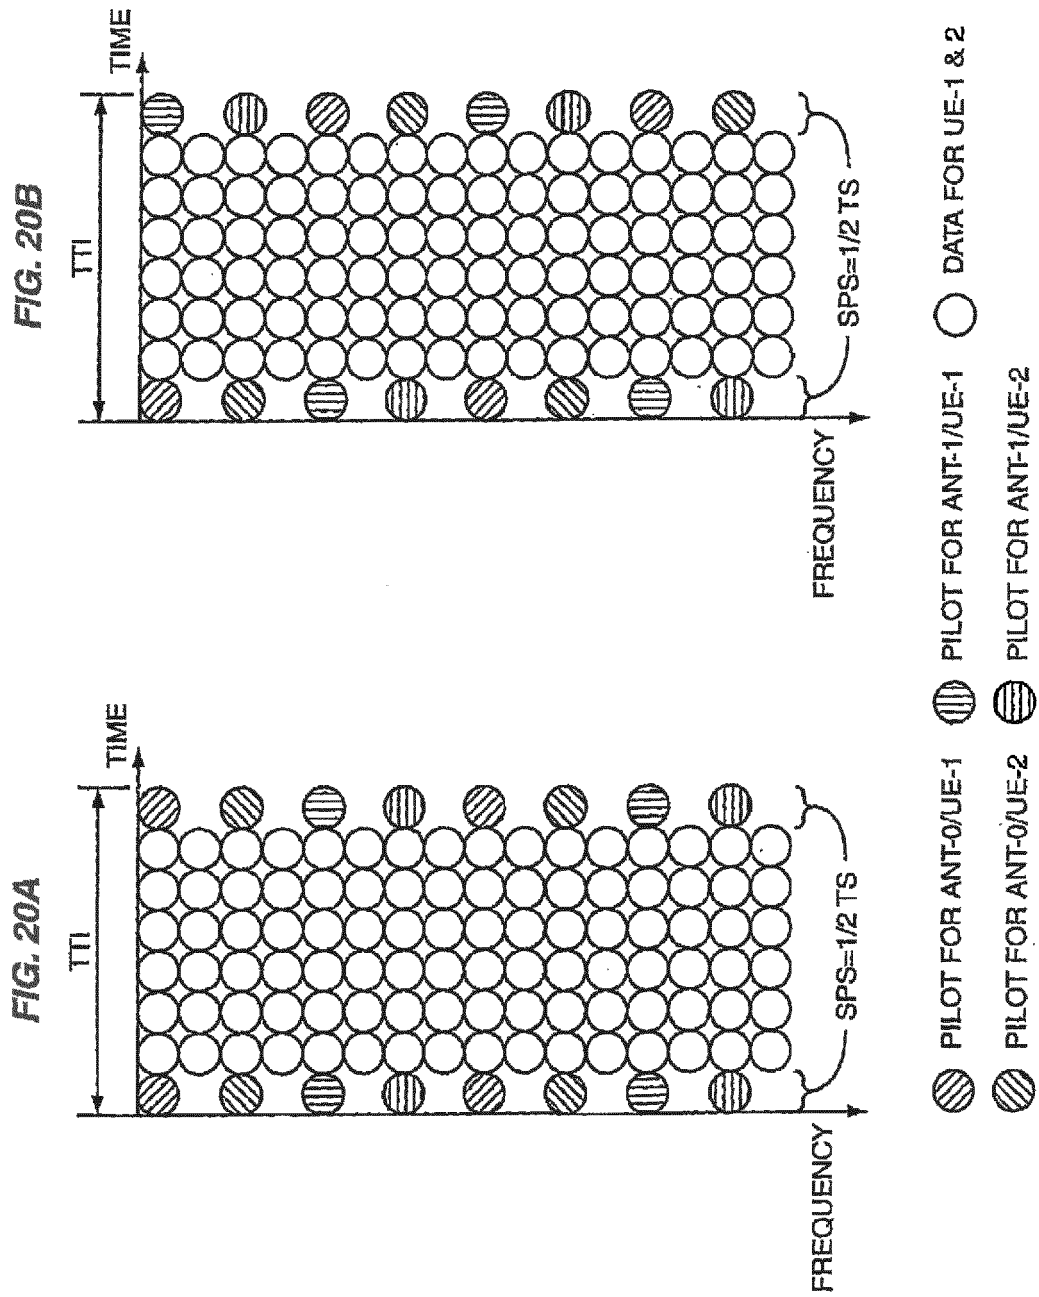 FIG. 20A
TTI
TIME
FREQUENCY
SPS=1/2 TS
FIG. 20B
TTI
TIME
FREQUENCY
SPS=1/2 TS
PILOT FOR ANT-0/UE-1
PILOT FOR ANT-1/UE-1
DATA FOR UE-1 & 2
PILOT FOR ANT-0/UE-2
PILOT FOR ANT-1/UE-2